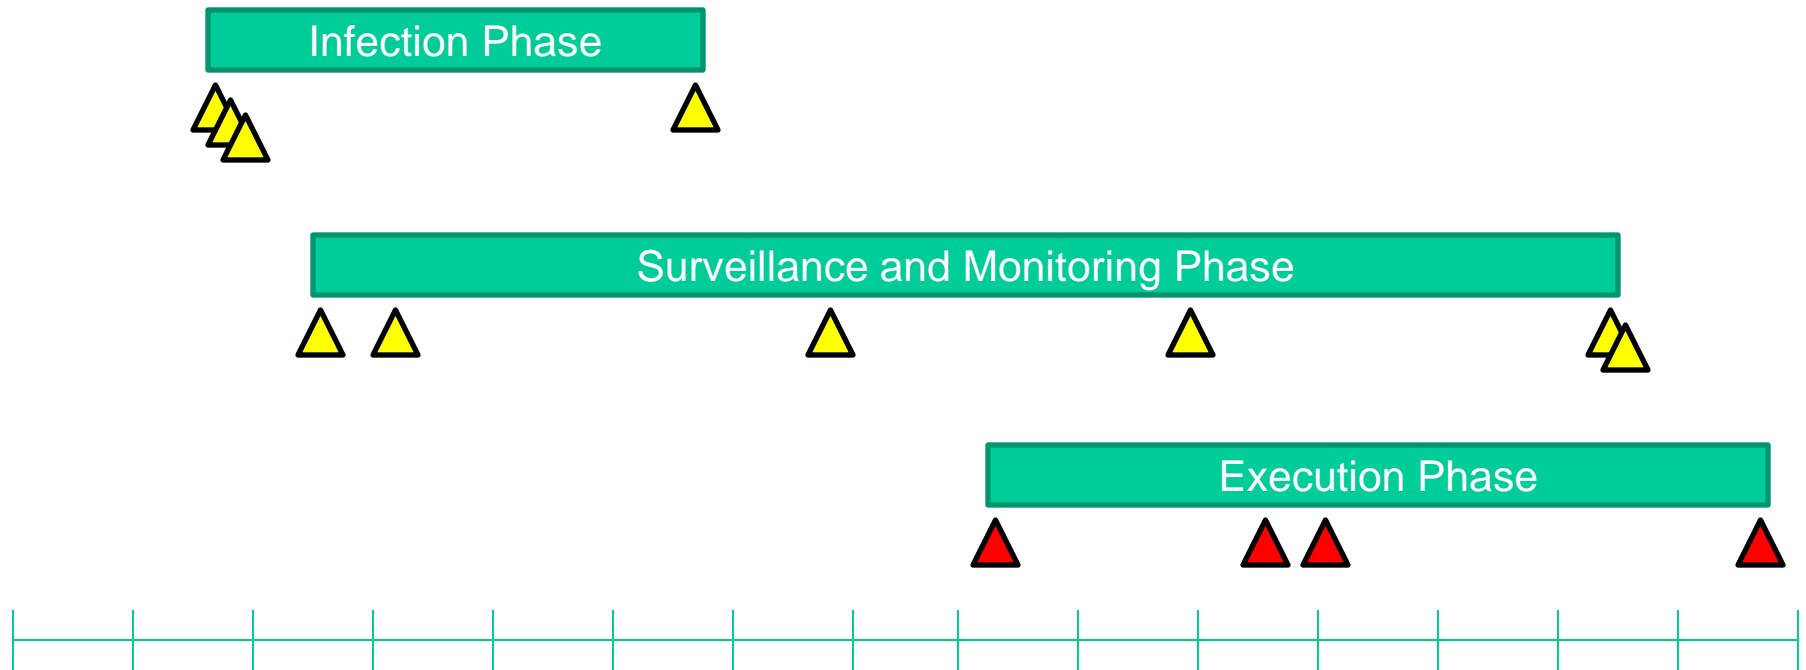 Infection Phase
Surveillance and Monitoring Phase
Execution Phase